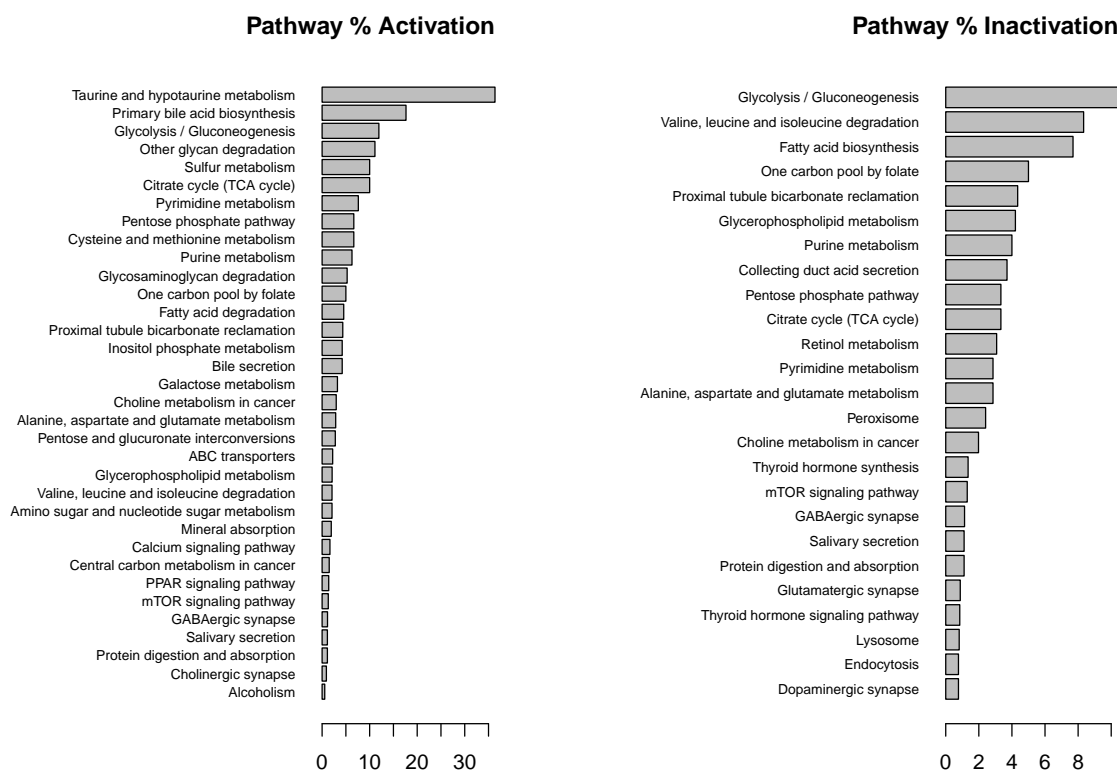 Pathway % Activation
Taurine and hypotaurine metabolism
Primary bile acid biosynthesis
Glycolysis / Gluconeogenesis
Other glycan degradation
Sulfur metabolism
Citrate cycle (TCA cycle)
Pyrimidine metabolism
Pentose phosphate pathway
Cysteine and methionine metabolism
Purine metabolism
Glycosaminoglycan degradation
One carbon pool by folate
Fatty acid degradation
Proximal tubule bicarbonate reclamation
Inositol phosphate metabolism
Bile secretion
Galactose metabolism
Choline metabolism in cancer
Alanine, aspartate and glutamate metabolism
Pentose and glucuronate interconversions
ABC transporters
Glycerophospholipid metabolism
Valine, leucine and isoleucine degradation
Amino sugar and nucleotide sugar metabolism
Mineral absorption
Calcium signaling pathway
Central carbon metabolism in cancer
PPAR signaling pathway
mTOR signaling pathway
GABAergic synapse
Salivary secretion
Protein digestion and absorption
Cholinergic synapse
Alcoholism
0 10 20 30
Pathway % Inactivation
Glycolysis / Gluconeogenesis
Valine, leucine and isoleucine degradation
Fatty acid biosynthesis
One carbon pool by folate
Proximal tubule bicarbonate reclamation
Glycerophospholipid metabolism
Purine metabolism
Collecting duct acid secretion
Pentose phosphate pathway
Citrate cycle (TCA cycle)
Retinol metabolism
Pyrimidine metabolism
Alanine, aspartate and glutamate metabolism
Peroxisome
Choline metabolism in cancer
Thyroid hormone synthesis
mTOR signaling pathway
GABAergic synapse
Salivary secretion
Protein digestion and absorption
Glutamatergic synapse
Thyroid hormone signaling pathway
Lysosome
Endocytosis
Dopaminergic synapse
0 2 4 6 8